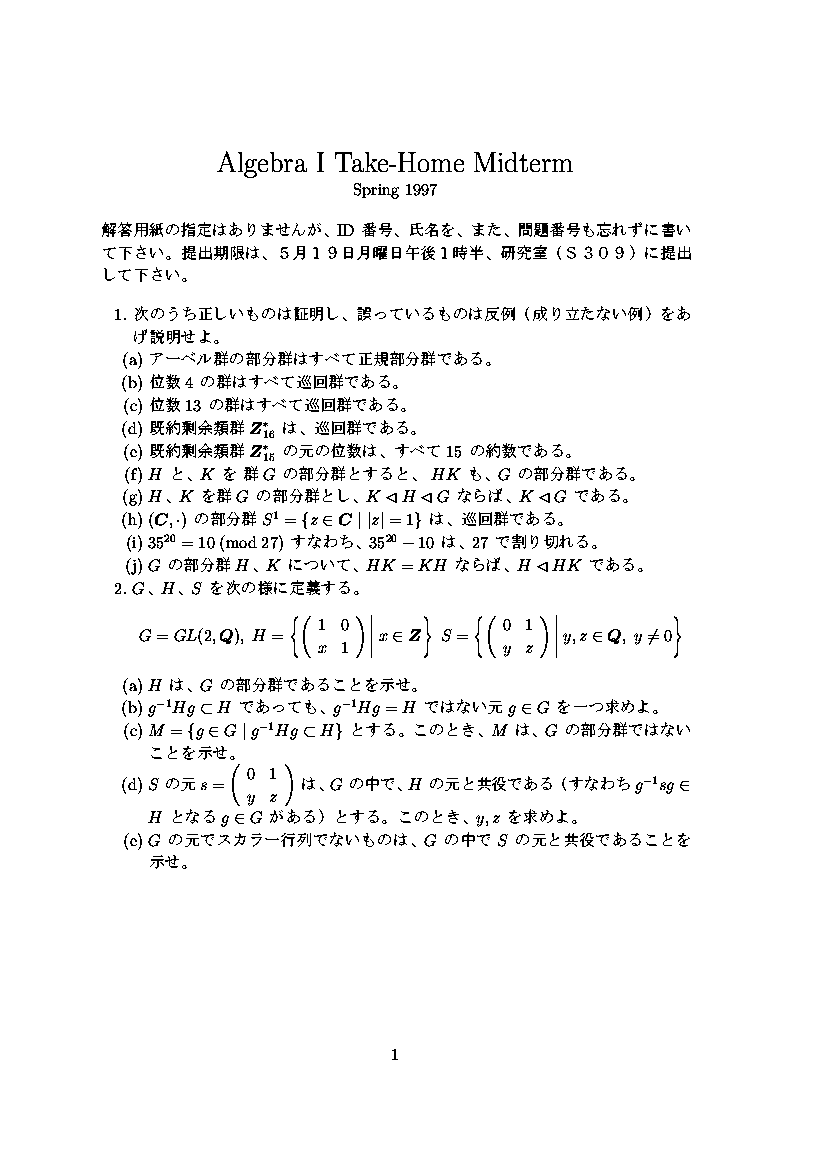 Algebra I Take-Home Midterm
Spring 1997
解答用紙の指定はありませんが、ID 番号、氏名を、また、問題番号も忘れずに書い
て下さい。提出期限は、５月１９日月曜日午後１時半、研究室（Ｓ３０９）に提出
して下さい。
1. 次のうち正しいものは証明し、誤っているものは反例（成り立たない例）をあ
げ説明せよ。
(a) アーベル群の部分群はすべて正規部分群である。
(b) 位数 4 の群はすべて巡回群である。
(c) 位数 13 の群はすべて巡回群である。
(d) 既約剰余類群 $\boldsymbol{Z}_{16}^*$ は、巡回群である。
(e) 既約剰余類群 $\boldsymbol{Z}_{15}^*$ の元の位数は、すべて 15 の約数である。
(f) $H$ と、$K$ を 群 $G$ の部分群とすると、 $HK$ も、$G$ の部分群である。
(g) $H$、$K$ を群 $G$ の部分群とし、$K \triangleleft H \triangleleft G$ ならば、$K \triangleleft G$ である。
(h) $(\boldsymbol{C}, \cdot)$ の部分群 $S^1 = \{z \in \boldsymbol{C} \mid |z| = 1\}$ は、巡回群である。
(i) $35^{20} = 10 \pmod{27}$ すなわち、$35^{20} - 10$ は、27 で割り切れる。
(j) $G$ の部分群 $H$、$K$ について、$HK = KH$ ならば、$H \triangleleft HK$ である。
2. $G$、$H$、$S$ を次の様に定義する。
$G = GL(2, \boldsymbol{Q}),\ H = \left\{ \left( \begin{array}{cc} 1 & 0 \\ x & 1 \end{array} \right) \middle| x \in \boldsymbol{Z} \right\}\ S = \left\{ \left( \begin{array}{cc} 0 & 1 \\ y & z \end{array} \right) \middle| y, z \in \boldsymbol{Q},\ y \neq 0 \right\}$
(a) $H$ は、$G$ の部分群であることを示せ。
(b) $g^{-1}Hg \subset H$ であっても、$g^{-1}Hg = H$ ではない元 $g \in G$ を一つ求めよ。
(c) $M = \{g \in G \mid g^{-1}Hg \subset H\}$ とする。このとき、$M$ は、$G$ の部分群ではない
ことを示せ。
(d) $S$ の元 $s = \left( \begin{array}{cc} 0 & 1 \\ y & z \end{array} \right)$ は、$G$ の中で、$H$ の元と共役である（すなわち $g^{-1}sg \in$
$H$ となる $g \in G$ がある）とする。このとき、$y, z$ を求めよ。
(e) $G$ の元でスカラー行列でないものは、$G$ の中で $S$ の元と共役であることを
示せ。
1